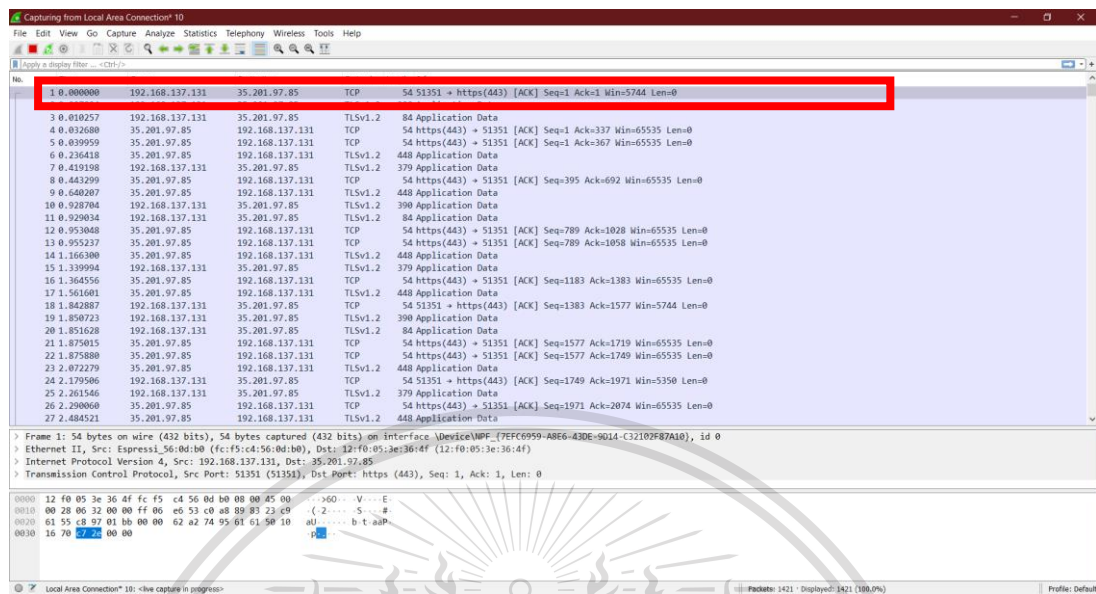 Capturing from Local Area Connection* 10
File Edit View Go Capture Analyze Statistics Telephony Wireless Tools Help
Apply a display filter ... <Ctrl-/>
No.
1 0.000000 192.168.137.131 35.201.97.85 TCP 54 51351 → https(443) [ACK] Seq=1 Ack=1 Win=5744 Len=0
3 0.010257 192.168.137.131 35.201.97.85 TLSv1.2 84 Application Data
4 0.032680 35.201.97.85 192.168.137.131 TCP 54 https(443) → 51351 [ACK] Seq=1 Ack=337 Win=65535 Len=0
5 0.039959 35.201.97.85 192.168.137.131 TCP 54 https(443) → 51351 [ACK] Seq=1 Ack=367 Win=65535 Len=0
6 0.236418 35.201.97.85 192.168.137.131 TLSv1.2 448 Application Data
7 0.419198 192.168.137.131 35.201.97.85 TLSv1.2 379 Application Data
8 0.443299 35.201.97.85 192.168.137.131 TCP 54 https(443) → 51351 [ACK] Seq=395 Ack=692 Win=65535 Len=0
9 0.640207 35.201.97.85 192.168.137.131 TLSv1.2 448 Application Data
10 0.928704 192.168.137.131 35.201.97.85 TLSv1.2 390 Application Data
11 0.929034 192.168.137.131 35.201.97.85 TLSv1.2 84 Application Data
12 0.953048 35.201.97.85 192.168.137.131 TCP 54 https(443) → 51351 [ACK] Seq=789 Ack=1028 Win=65535 Len=0
13 0.955237 35.201.97.85 192.168.137.131 TCP 54 https(443) → 51351 [ACK] Seq=789 Ack=1058 Win=65535 Len=0
14 1.166300 35.201.97.85 192.168.137.131 TLSv1.2 448 Application Data
15 1.339994 192.168.137.131 35.201.97.85 TLSv1.2 379 Application Data
16 1.364556 35.201.97.85 192.168.137.131 TCP 54 https(443) → 51351 [ACK] Seq=1183 Ack=1383 Win=65535 Len=0
17 1.561601 35.201.97.85 192.168.137.131 TLSv1.2 448 Application Data
18 1.842887 192.168.137.131 35.201.97.85 TCP 54 51351 → https(443) [ACK] Seq=1383 Ack=1577 Win=5744 Len=0
19 1.850723 192.168.137.131 35.201.97.85 TLSv1.2 390 Application Data
20 1.851628 192.168.137.131 35.201.97.85 TLSv1.2 84 Application Data
21 1.875015 35.201.97.85 192.168.137.131 TCP 54 https(443) → 51351 [ACK] Seq=1577 Ack=1719 Win=65535 Len=0
22 1.875880 35.201.97.85 192.168.137.131 TCP 54 https(443) → 51351 [ACK] Seq=1577 Ack=1749 Win=65535 Len=0
23 2.072279 35.201.97.85 192.168.137.131 TLSv1.2 448 Application Data
24 2.179506 192.168.137.131 35.201.97.85 TCP 54 51351 → https(443) [ACK] Seq=1749 Ack=1971 Win=5350 Len=0
25 2.261546 192.168.137.131 35.201.97.85 TLSv1.2 379 Application Data
26 2.290060 35.201.97.85 192.168.137.131 TCP 54 https(443) → 51351 [ACK] Seq=1971 Ack=2074 Win=65535 Len=0
27 2.484521 35.201.97.85 192.168.137.131 TLSv1.2 448 Application Data
> Frame 1: 54 bytes on wire (432 bits), 54 bytes captured (432 bits) on interface \Device\NPF_{7EFC6959-A8E6-43DE-9D14-C32102F87A10}, id 0
> Ethernet II, Src: Espressi_56:0d:b0 (fc:f5:c4:56:0d:b0), Dst: 12:f0:05:3e:36:4f (12:f0:05:3e:36:4f)
> Internet Protocol Version 4, Src: 192.168.137.131, Dst: 35.201.97.85
> Transmission Control Protocol, Src Port: 51351 (51351), Dst Port: https (443), Seq: 1, Ack: 1, Len: 0
0000 12 f0 05 3e 36 4f fc f5 c4 56 0d b0 08 00 45 00 ···>6O·· ·V····E·
0010 00 28 06 32 00 00 ff 06 e6 53 c0 a8 89 83 23 c9 ·(·2···· ·S····#·
0020 61 55 c8 97 01 bb 00 00 62 a2 74 95 61 61 50 10 aU······ b·t·aaP·
0030 16 70 c7 2e 00 00 ·p·.··
Local Area Connection* 10: <live capture in progress> Packets: 1421 · Displayed: 1421 (100.0%) Profile: Default